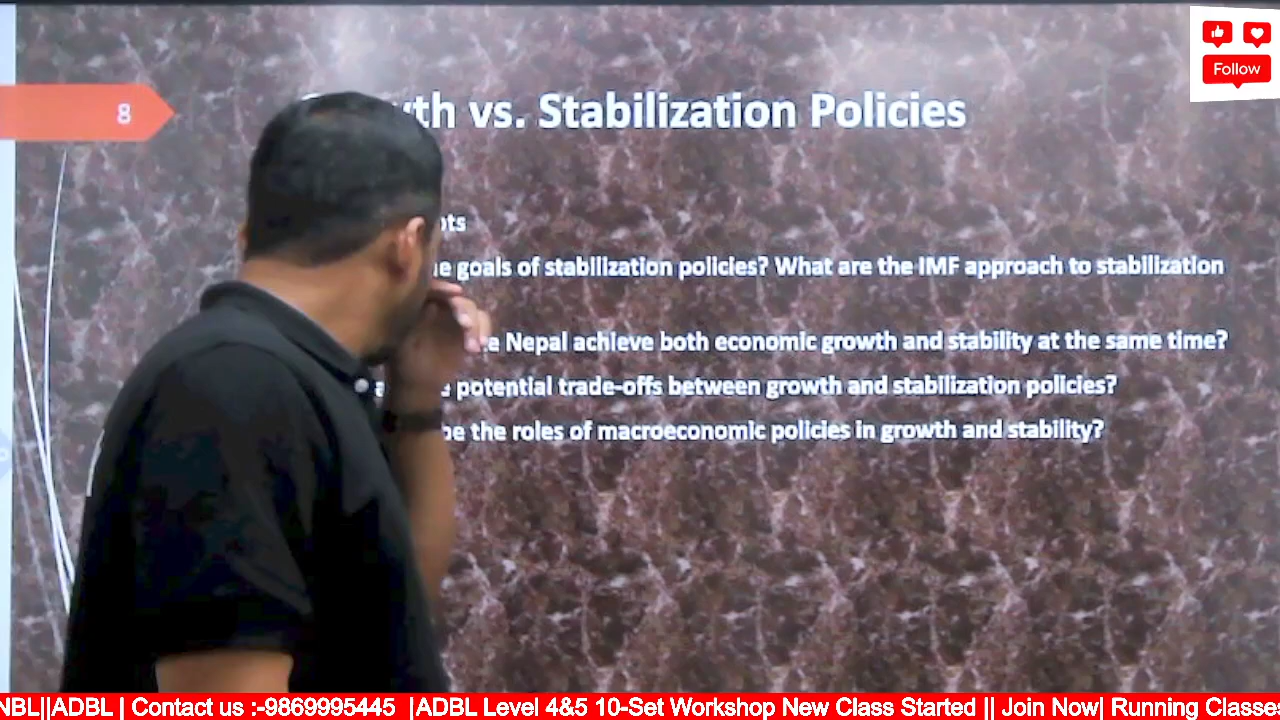 Follow
8
vs. Stabilization Policies
goals of stabilization policies? What are the IMF approach to stabilization
Nepal achieve both economic growth and stability at the same time?
potential trade-offs between growth and stabilization policies?
be the roles of macroeconomic policies in growth and stability?
NBL||ADBL | Contact us :-9869995445 |ADBL Level 4&5 10-Set Workshop New Class Started || Join Now| Running Classes